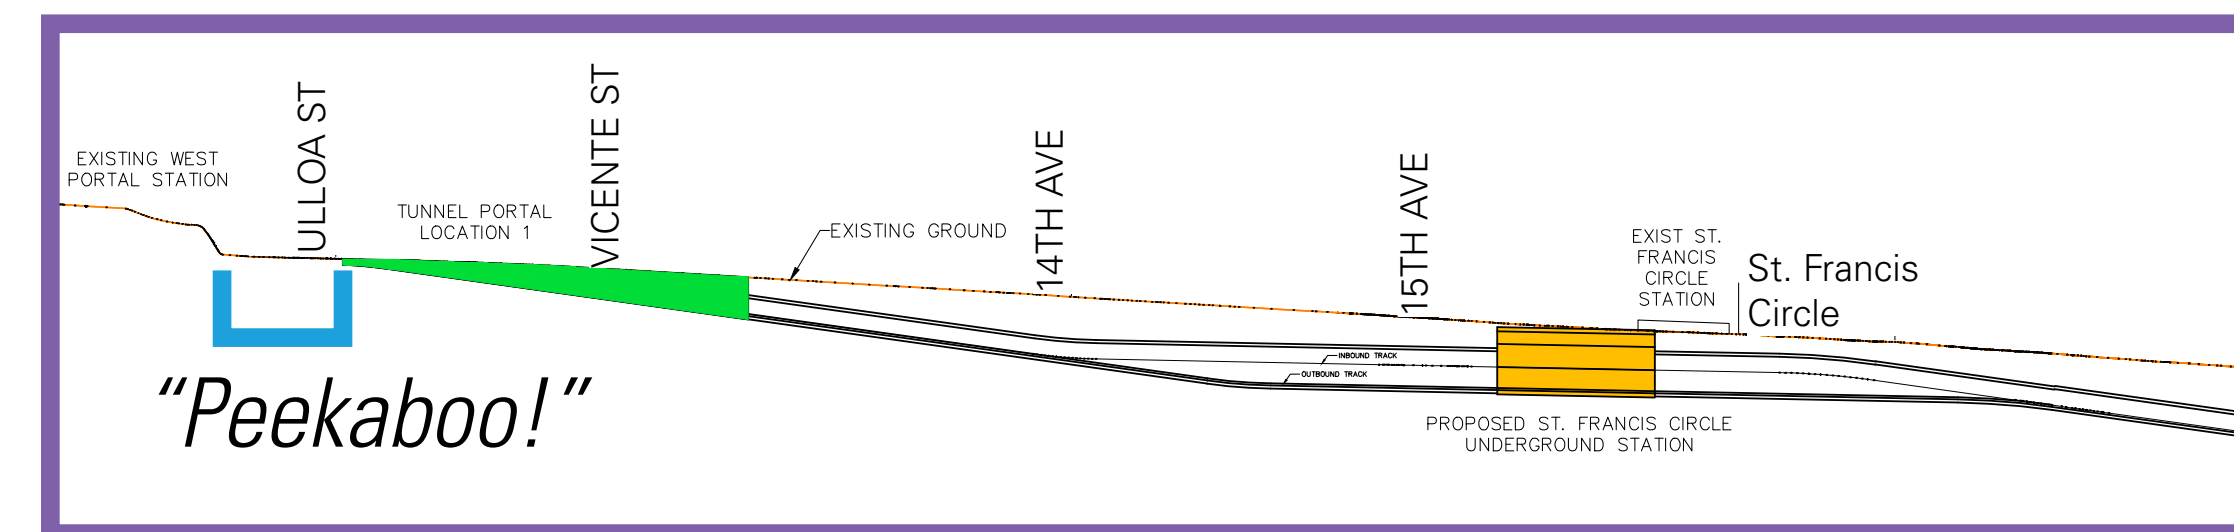 EXISTING WEST
PORTAL STATION
ULLOA ST
TUNNEL PORTAL
LOCATION 1
VICENTE ST
EXISTING GROUND
14TH AVE
15TH AVE
EXIST ST.
FRANCIS
CIRCLE
STATION
St. Francis
Circle
INBOUND TRACK
OUTBOUND TRACK
“Peekaboo!”
PROPOSED ST. FRANCIS CIRCLE
UNDERGROUND STATION